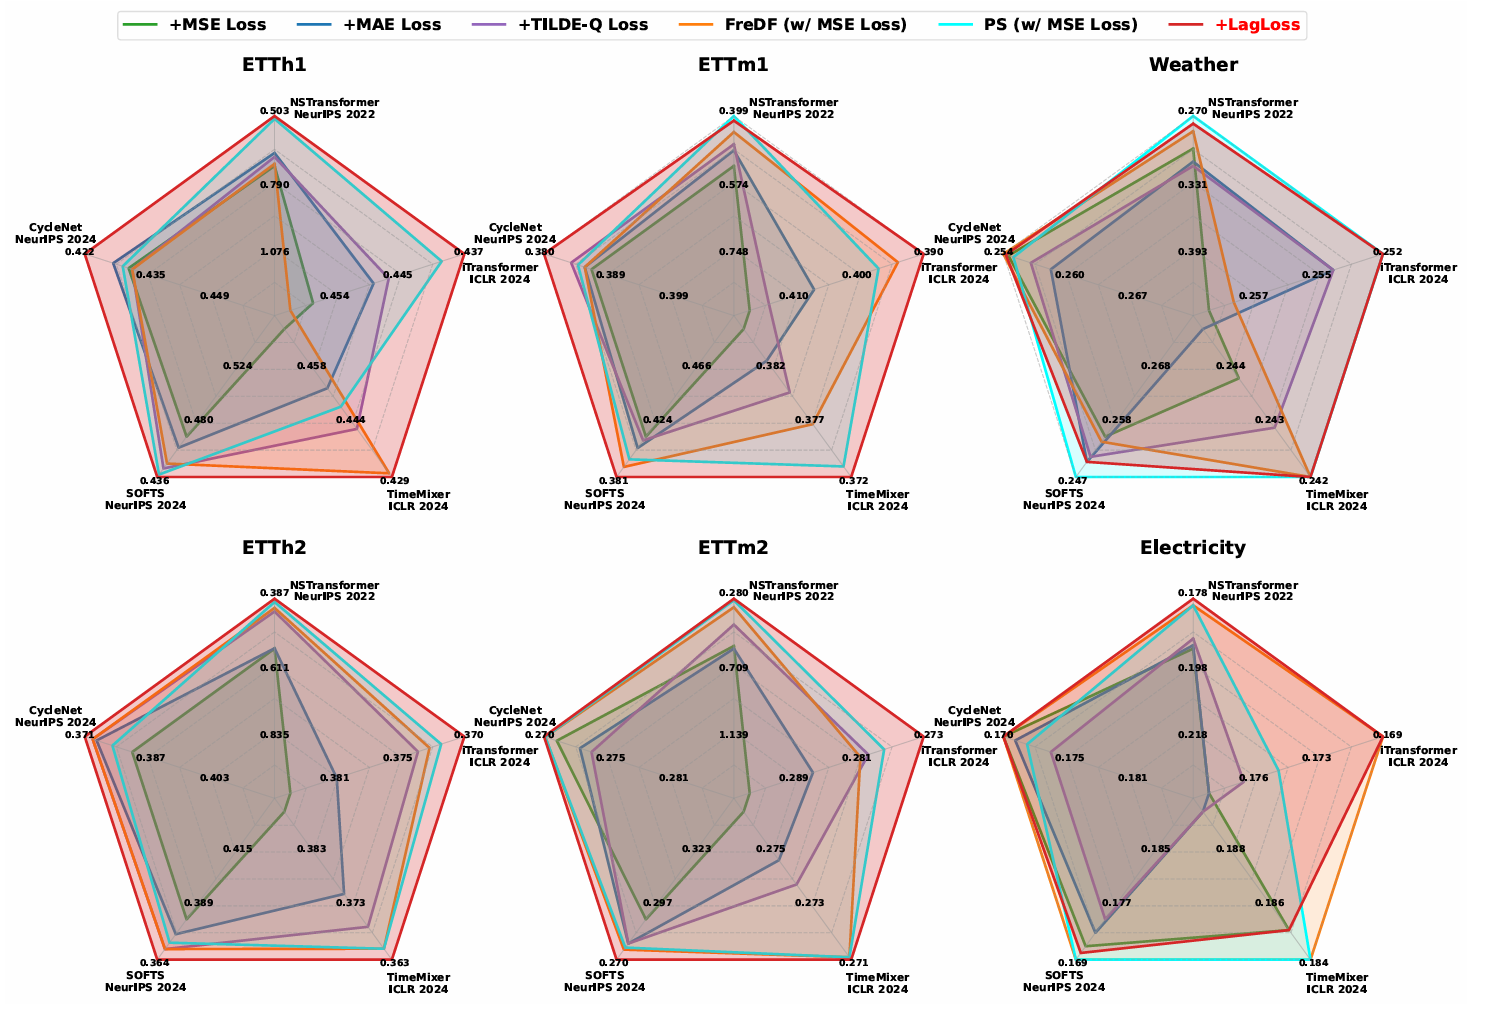 +MSE Loss +MAE Loss +TILDE-Q Loss FreDF (w/ MSE Loss) PS (w/ MSE Loss) +LagLoss
ETTh1
NSTransformer
NeurIPS 2022
0.503
0.790
1.076
CycleNet
NeurIPS 2024
0.422
0.435
0.449
0.437
iTransformer
ICLR 2024
0.445
0.454
0.524
0.458
0.480
0.444
0.436
SOFTS
NeurIPS 2024
0.429
TimeMixer
ICLR 2024
ETTm1
NSTransformer
NeurIPS 2022
0.399
0.574
0.748
CycleNet
NeurIPS 2024
0.380
0.389
0.399
0.390
iTransformer
ICLR 2024
0.400
0.410
0.466
0.382
0.424
0.377
0.381
SOFTS
NeurIPS 2024
0.372
TimeMixer
ICLR 2024
Weather
NSTransformer
NeurIPS 2022
0.270
0.331
0.393
CycleNet
NeurIPS 2024
0.254
0.260
0.267
0.252
iTransformer
ICLR 2024
0.255
0.257
0.268
0.244
0.258
0.243
0.247
SOFTS
NeurIPS 2024
0.242
TimeMixer
ICLR 2024
ETTh2
NSTransformer
NeurIPS 2022
0.387
0.611
0.835
CycleNet
NeurIPS 2024
0.371
0.387
0.403
0.370
iTransformer
ICLR 2024
0.375
0.381
0.415
0.383
0.389
0.373
0.364
SOFTS
NeurIPS 2024
0.363
TimeMixer
ICLR 2024
ETTm2
NSTransformer
NeurIPS 2022
0.280
0.709
1.139
CycleNet
NeurIPS 2024
0.270
0.275
0.281
0.273
iTransformer
ICLR 2024
0.281
0.289
0.323
0.275
0.297
0.273
0.270
SOFTS
NeurIPS 2024
0.271
TimeMixer
ICLR 2024
Electricity
NSTransformer
NeurIPS 2022
0.178
0.198
0.218
CycleNet
NeurIPS 2024
0.170
0.175
0.181
0.169
iTransformer
ICLR 2024
0.173
0.176
0.185
0.188
0.177
0.186
0.169
SOFTS
NeurIPS 2024
0.184
TimeMixer
ICLR 2024